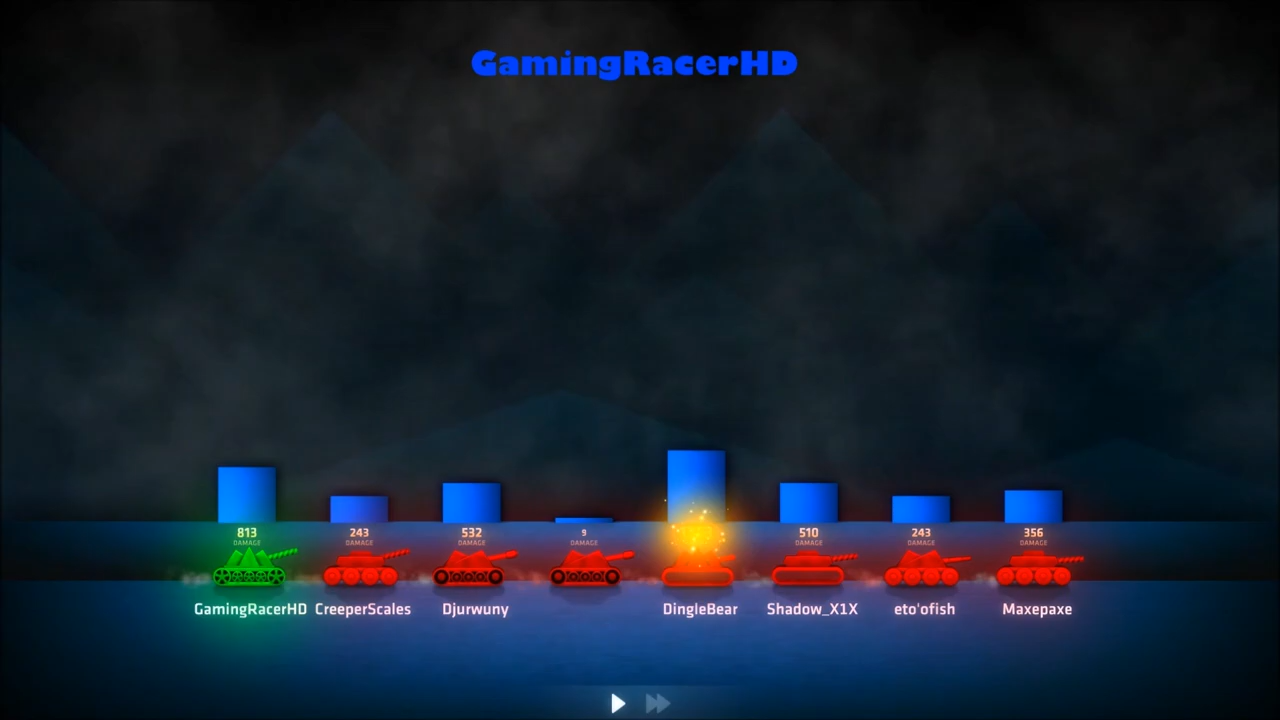 GamingRacerHD
813 243 532 9 510 243 356
DAMAGE DAMAGE DAMAGE DAMAGE DAMAGE DAMAGE DAMAGE
GamingRacerHD CreeperScales Djurwuny DingleBear Shadow_X1X eto'ofish Maxepaxe